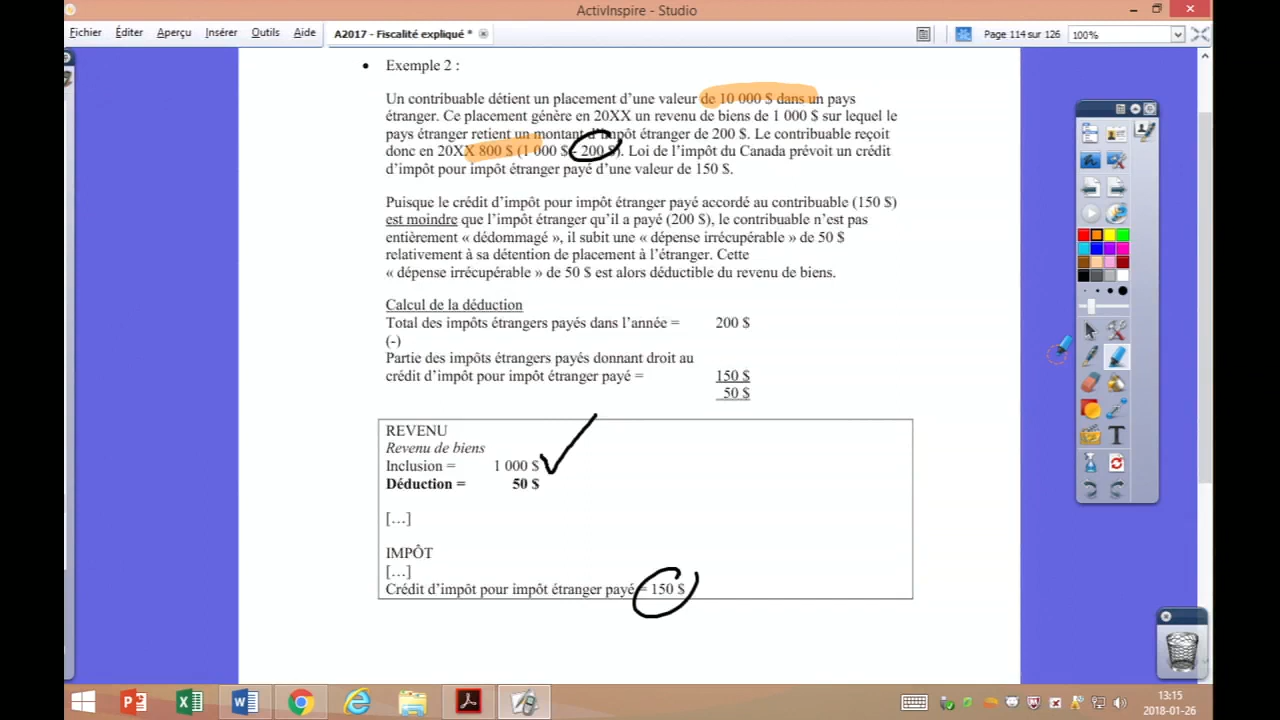 ActivInspire - Studio
Fichier Éditer Aperçu Insérer Outils Aide A2017 - Fiscalité expliqué * Page 114 sur 126 100%
• Exemple 2 :
Un contribuable détient un placement d’une valeur de 10 000 $ dans un pays
étranger. Ce placement génère en 20XX un revenu de biens de 1 000 $ sur lequel le
pays étranger retient un montant d’impôt étranger de 200 $. Le contribuable reçoit
donc en 20XX 800 $ (1 000 $ - 200 $). Loi de l’impôt du Canada prévoit un crédit
d’impôt pour impôt étranger payé d’une valeur de 150 $.
Puisque le crédit d’impôt pour impôt étranger payé accordé au contribuable (150 $)
est moindre que l’impôt étranger qu’il a payé (200 $), le contribuable n’est pas
entièrement « dédommagé », il subit une « dépense irrécupérable » de 50 $
relativement à sa détention de placement à l’étranger. Cette
« dépense irrécupérable » de 50 $ est alors déductible du revenu de biens.
Calcul de la déduction
Total des impôts étrangers payés dans l’année = 200 $
(-)
Partie des impôts étrangers payés donnant droit au
crédit d’impôt pour impôt étranger payé = 150 $
50 $
REVENU
Revenu de biens
Inclusion = 1 000 $
Déduction = 50 $
[…]
IMPÔT
[…]
Crédit d’impôt pour impôt étranger payé = 150 $
13:15
2018-01-26